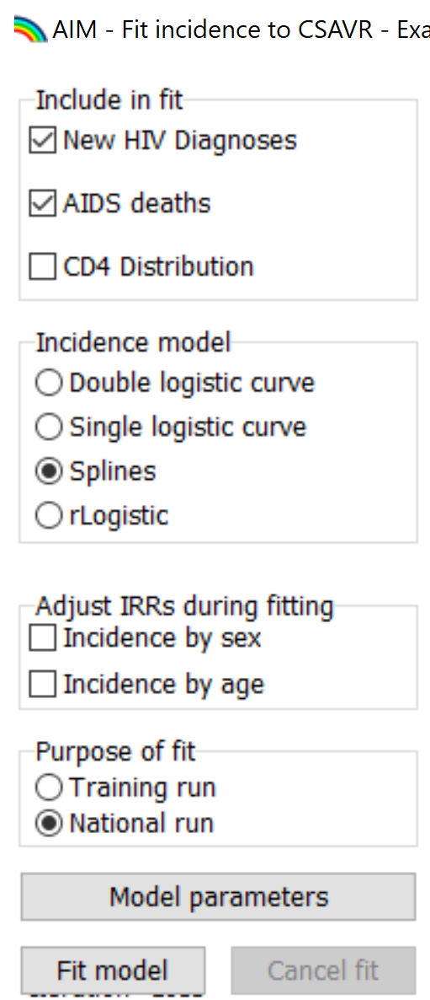 AIM - Fit incidence to CSAVR - Exa
Include in fit
New HIV Diagnoses
AIDS deaths
CD4 Distribution
Incidence model
Double logistic curve
Single logistic curve
Splines
rLogistic
Adjust IRRs during fitting
Incidence by sex
Incidence by age
Purpose of fit
Training run
National run
Model parameters
Fit model Cancel fit